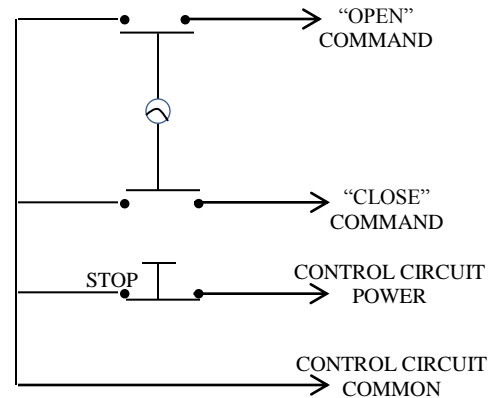 “OPEN”
COMMAND
“CLOSE”
COMMAND
STOP
CONTROL CIRCUIT
POWER
CONTROL CIRCUIT
COMMON